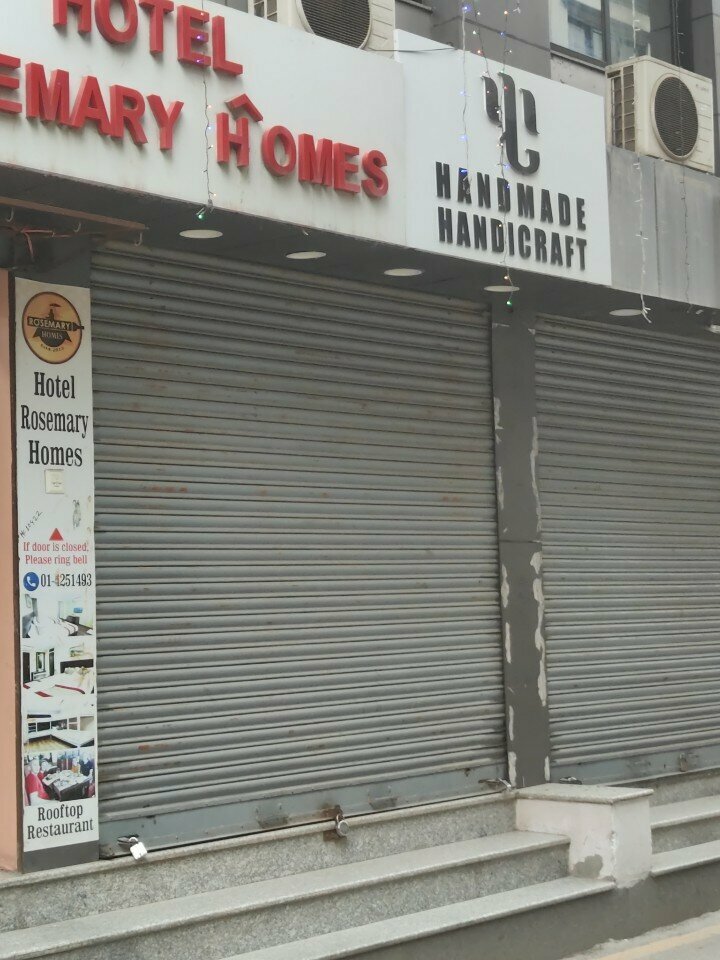 HOTEL
EMARY HOMES
HANDMADE
HANDICRAFT
ROSEMARY
HOMES
Hotel
Rosemary
Homes
If door is closed,
Please ring bell
01-4251493
Rooftop
Restaurant